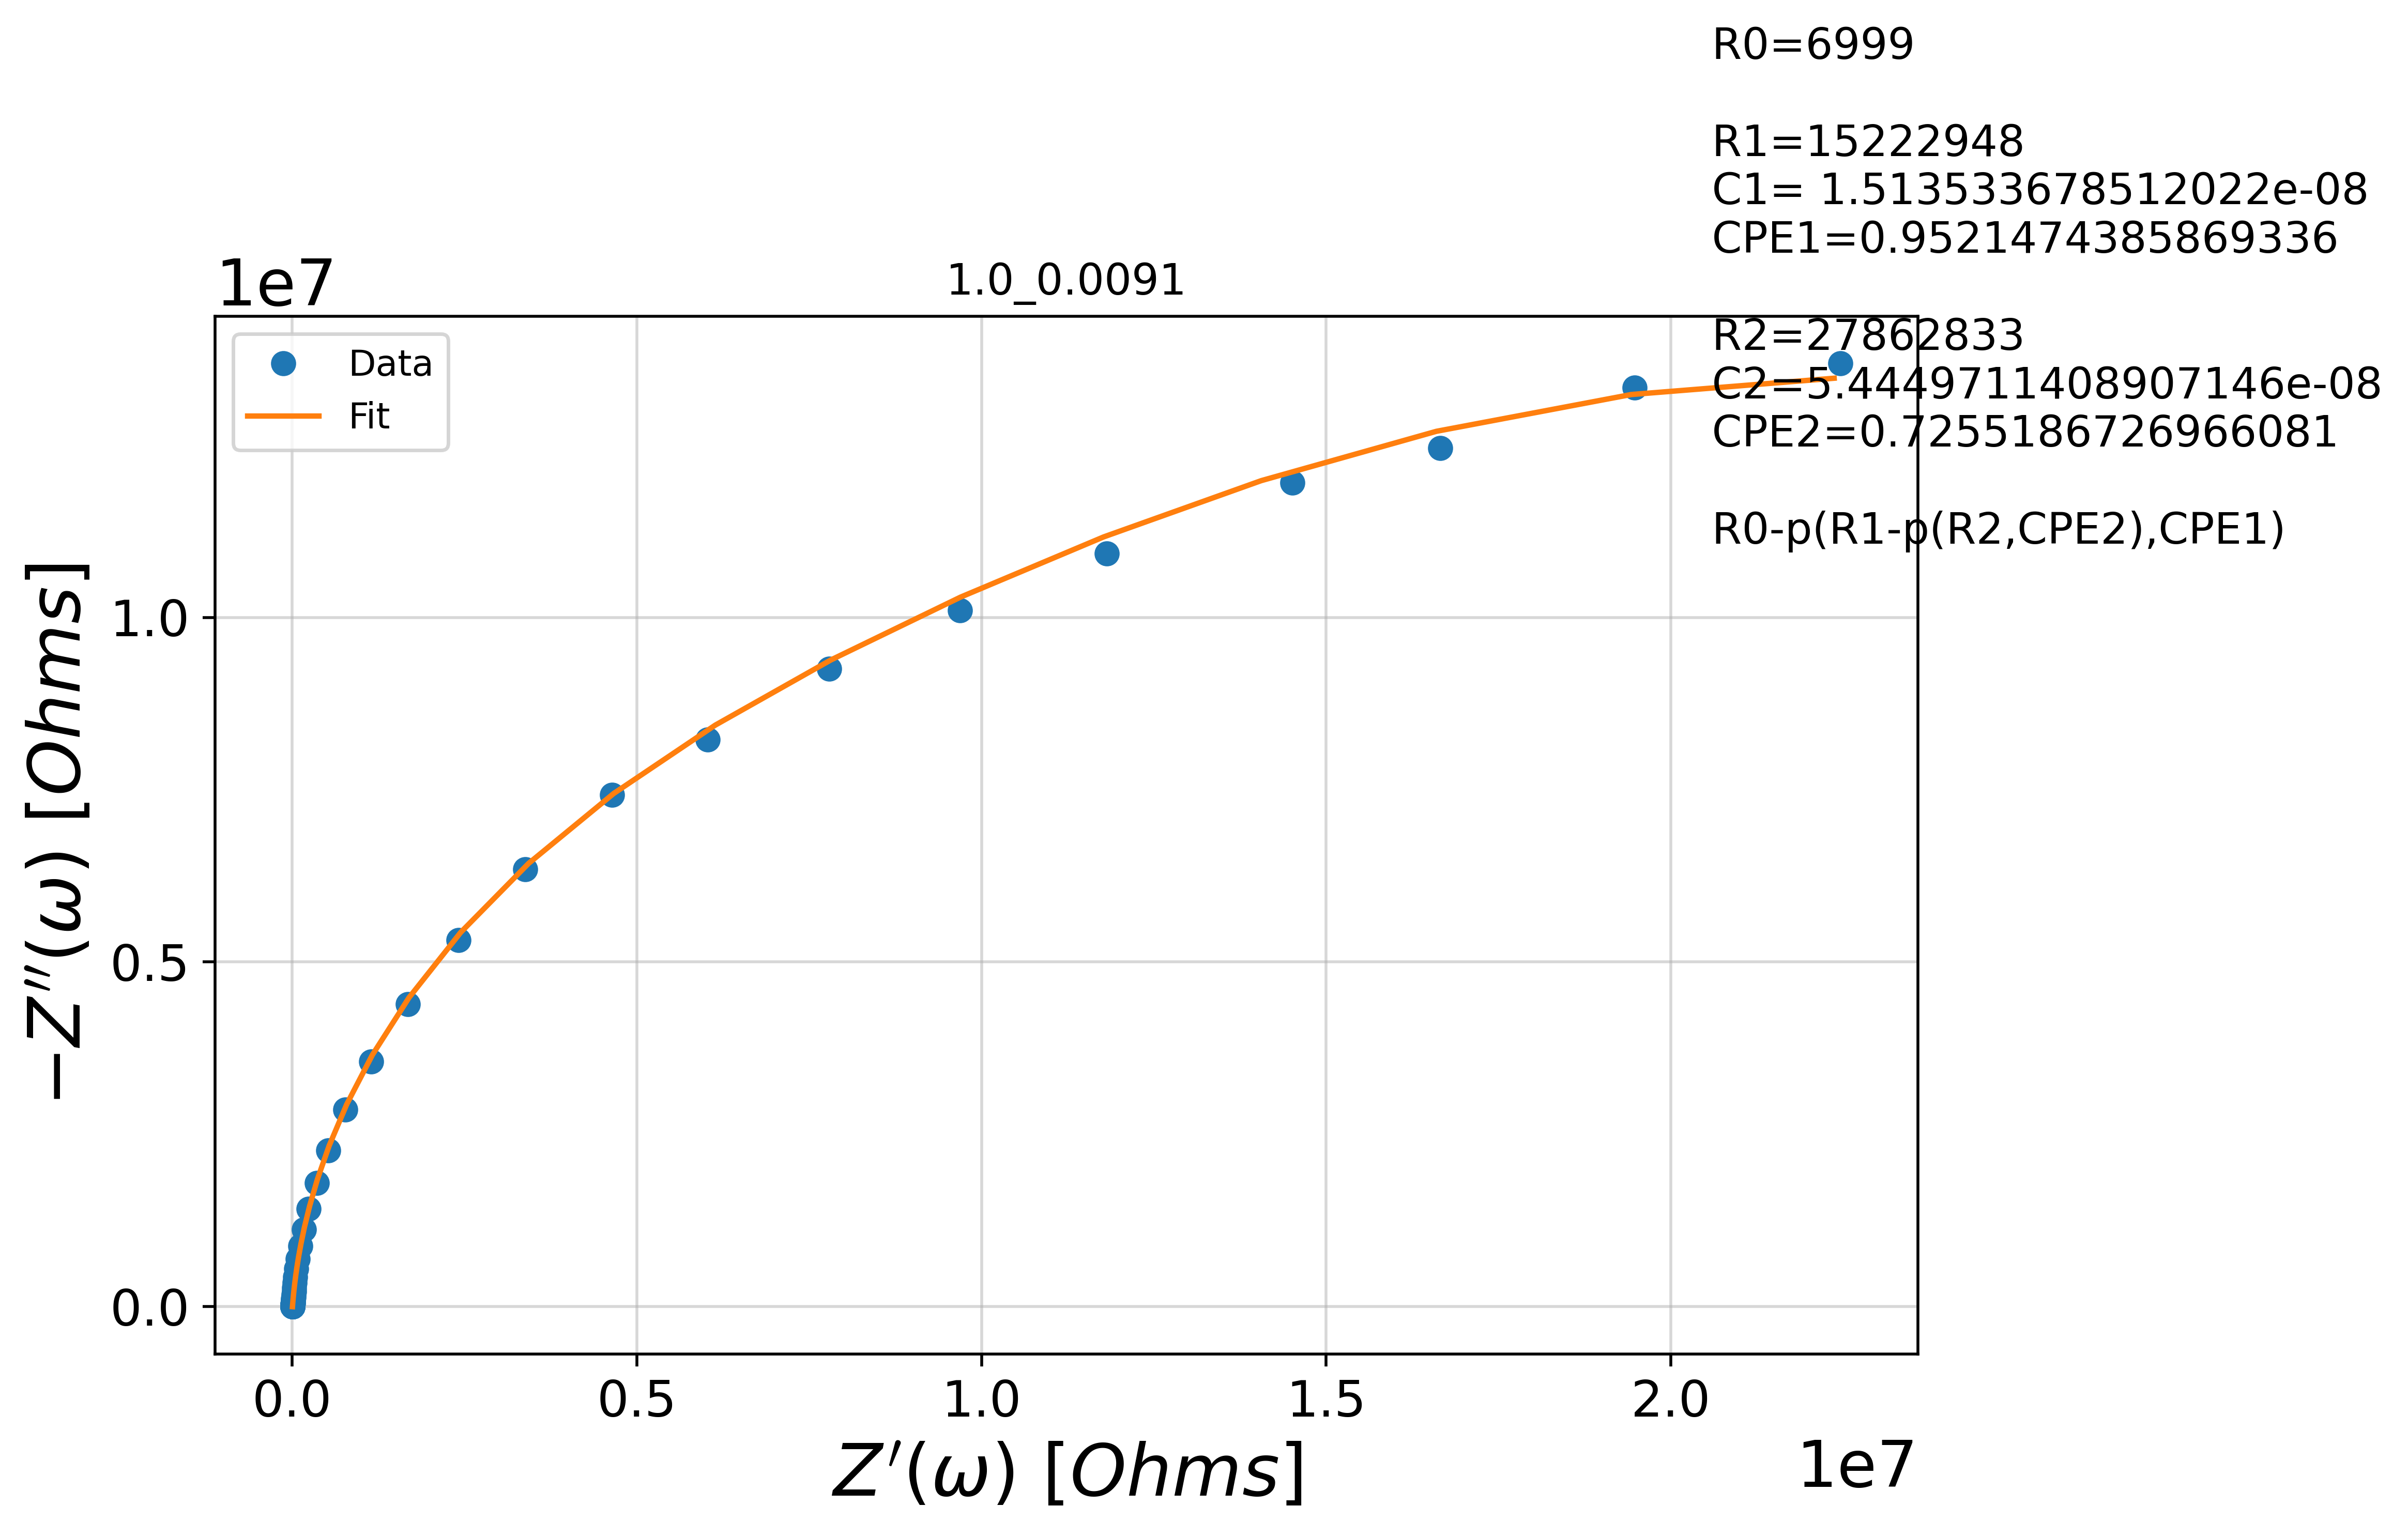 R0=6999
R1=15222948
C1= 1.513533678512022e-08
CPE1=0.9521474385869336
R2=27862833
C2=5.4449711408907146e-08
CPE2=0.7255186726966081
R0-p(R1-p(R2,CPE2),CPE1)
1e7
1.0_0.0091
Data
Fit
−Z′′(ω) [Ohms]
1.0
0.5
0.0
0.0 0.5 1.0 1.5 2.0
Z′(ω) [Ohms]
1e7